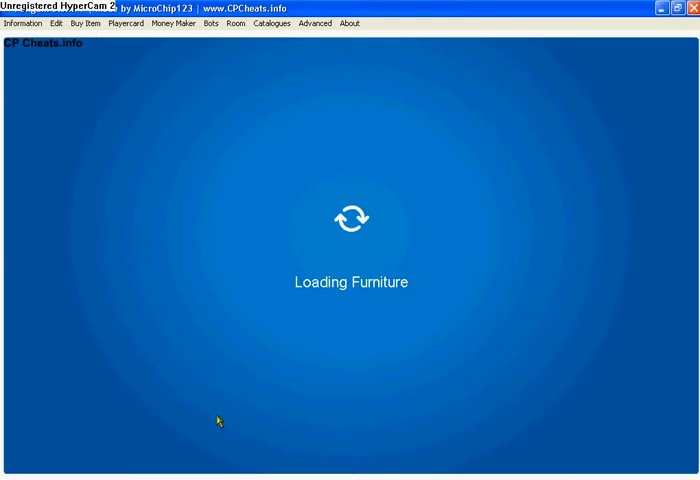 Unregistered HyperCam 2 by MicroChip123 | www.CPCheats.info
Information Edit Buy Item Playercard Money Maker Bots Room Catalogues Advanced About
CP Cheats.info
Loading Furniture